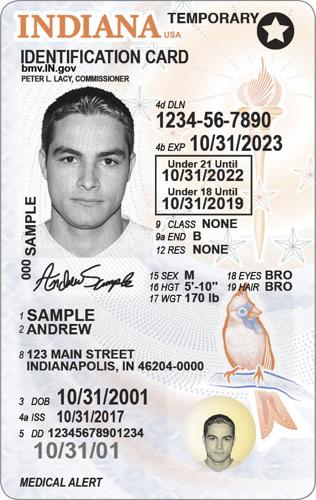 INDIANA USA TEMPORARY
IDENTIFICATION CARD
bmv.IN.gov
PETER L. LACY, COMMISSIONER
4d DLN
1234-56-7890
4b EXP 10/31/2023
Under 21 Until
10/31/2022
Under 18 Until
10/31/2019
9 CLASS NONE
9a END B
12 RES NONE
000 SAMPLE
Andrew Sample
15 SEX M 18 EYES BRO
16 HGT 5'-10" 19 HAIR BRO
17 WGT 170 lb
1 SAMPLE
2 ANDREW
8 123 MAIN STREET
INDIANAPOLIS, IN 46204-0000
3 DOB 10/31/2001
4a ISS 10/31/2017
5 DD 12345678901234
10/31/01
MEDICAL ALERT